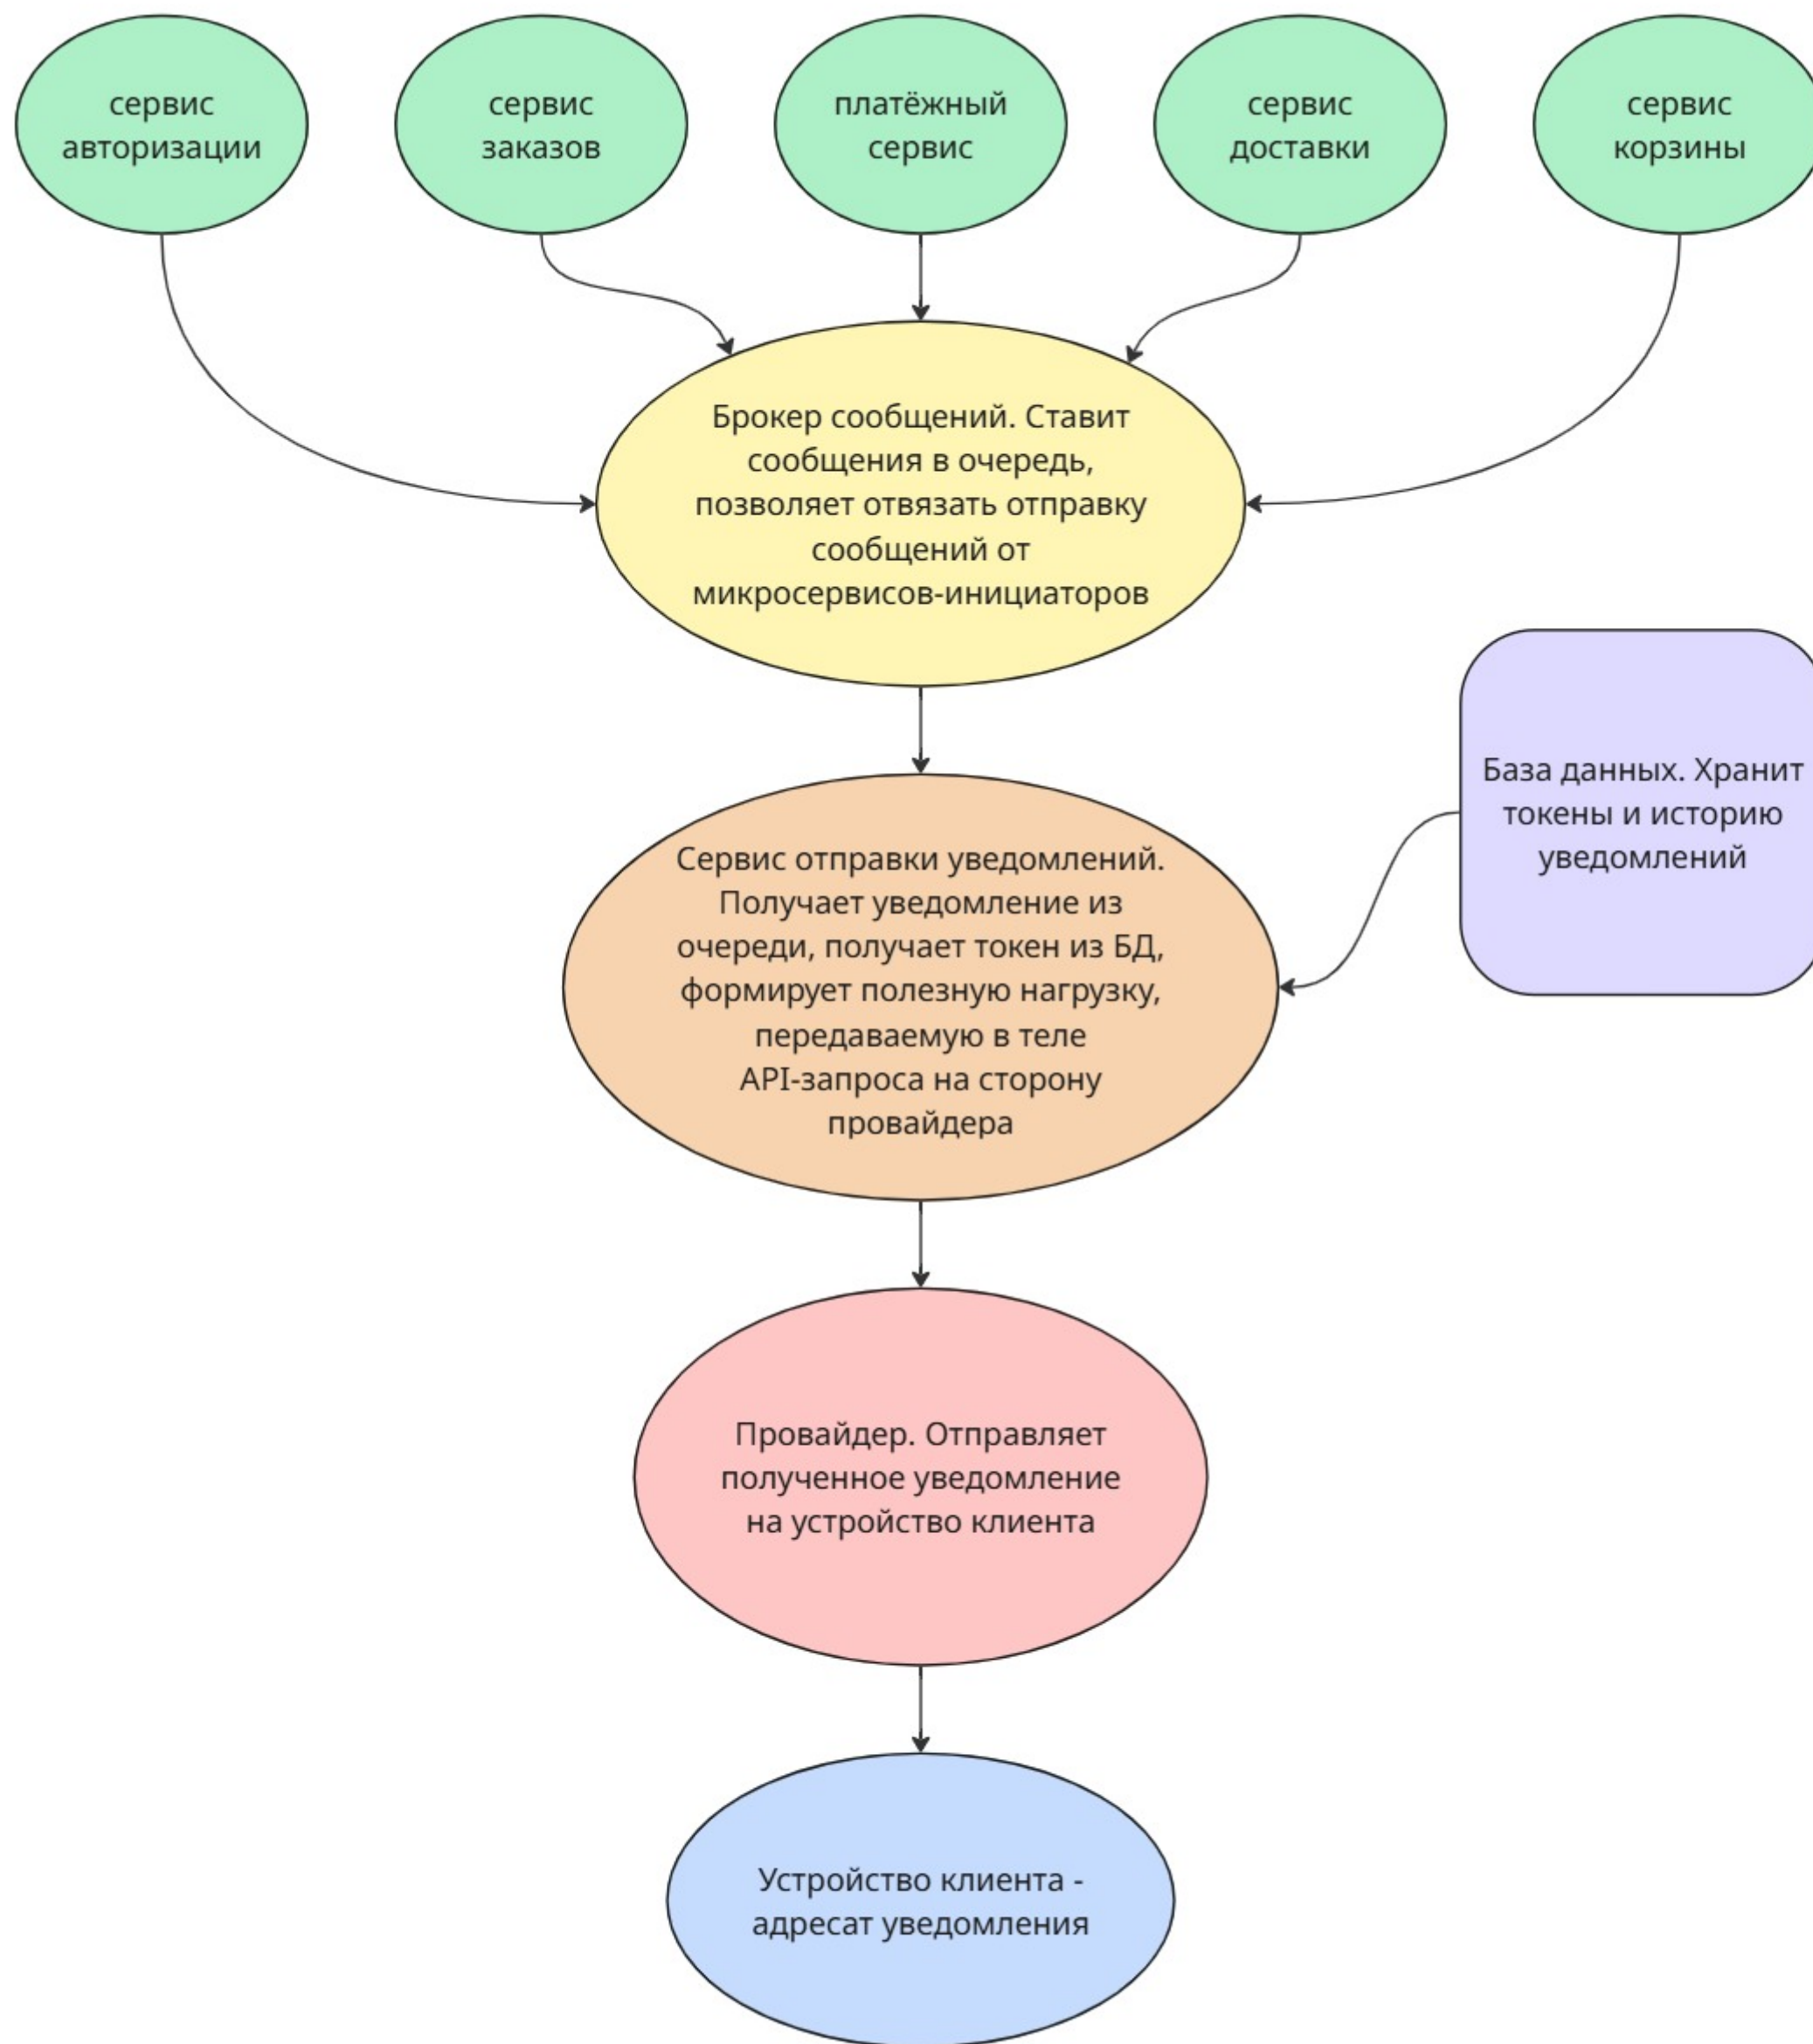 сервис
авторизации
сервис
заказов
платёжный
сервис
сервис
доставки
сервис
корзины
Брокер сообщений. Ставит
сообщения в очередь,
позволяет отвязать отправку
сообщений от
микросервисов-инициаторов
База данных. Хранит
токены и историю
уведомлений
Сервис отправки уведомлений.
Получает уведомление из
очереди, получает токен из БД,
формирует полезную нагрузку,
передаваемую в теле
API-запроса на сторону
провайдера
Провайдер. Отправляет
полученное уведомление
на устройство клиента
Устройство клиента -
адресат уведомления